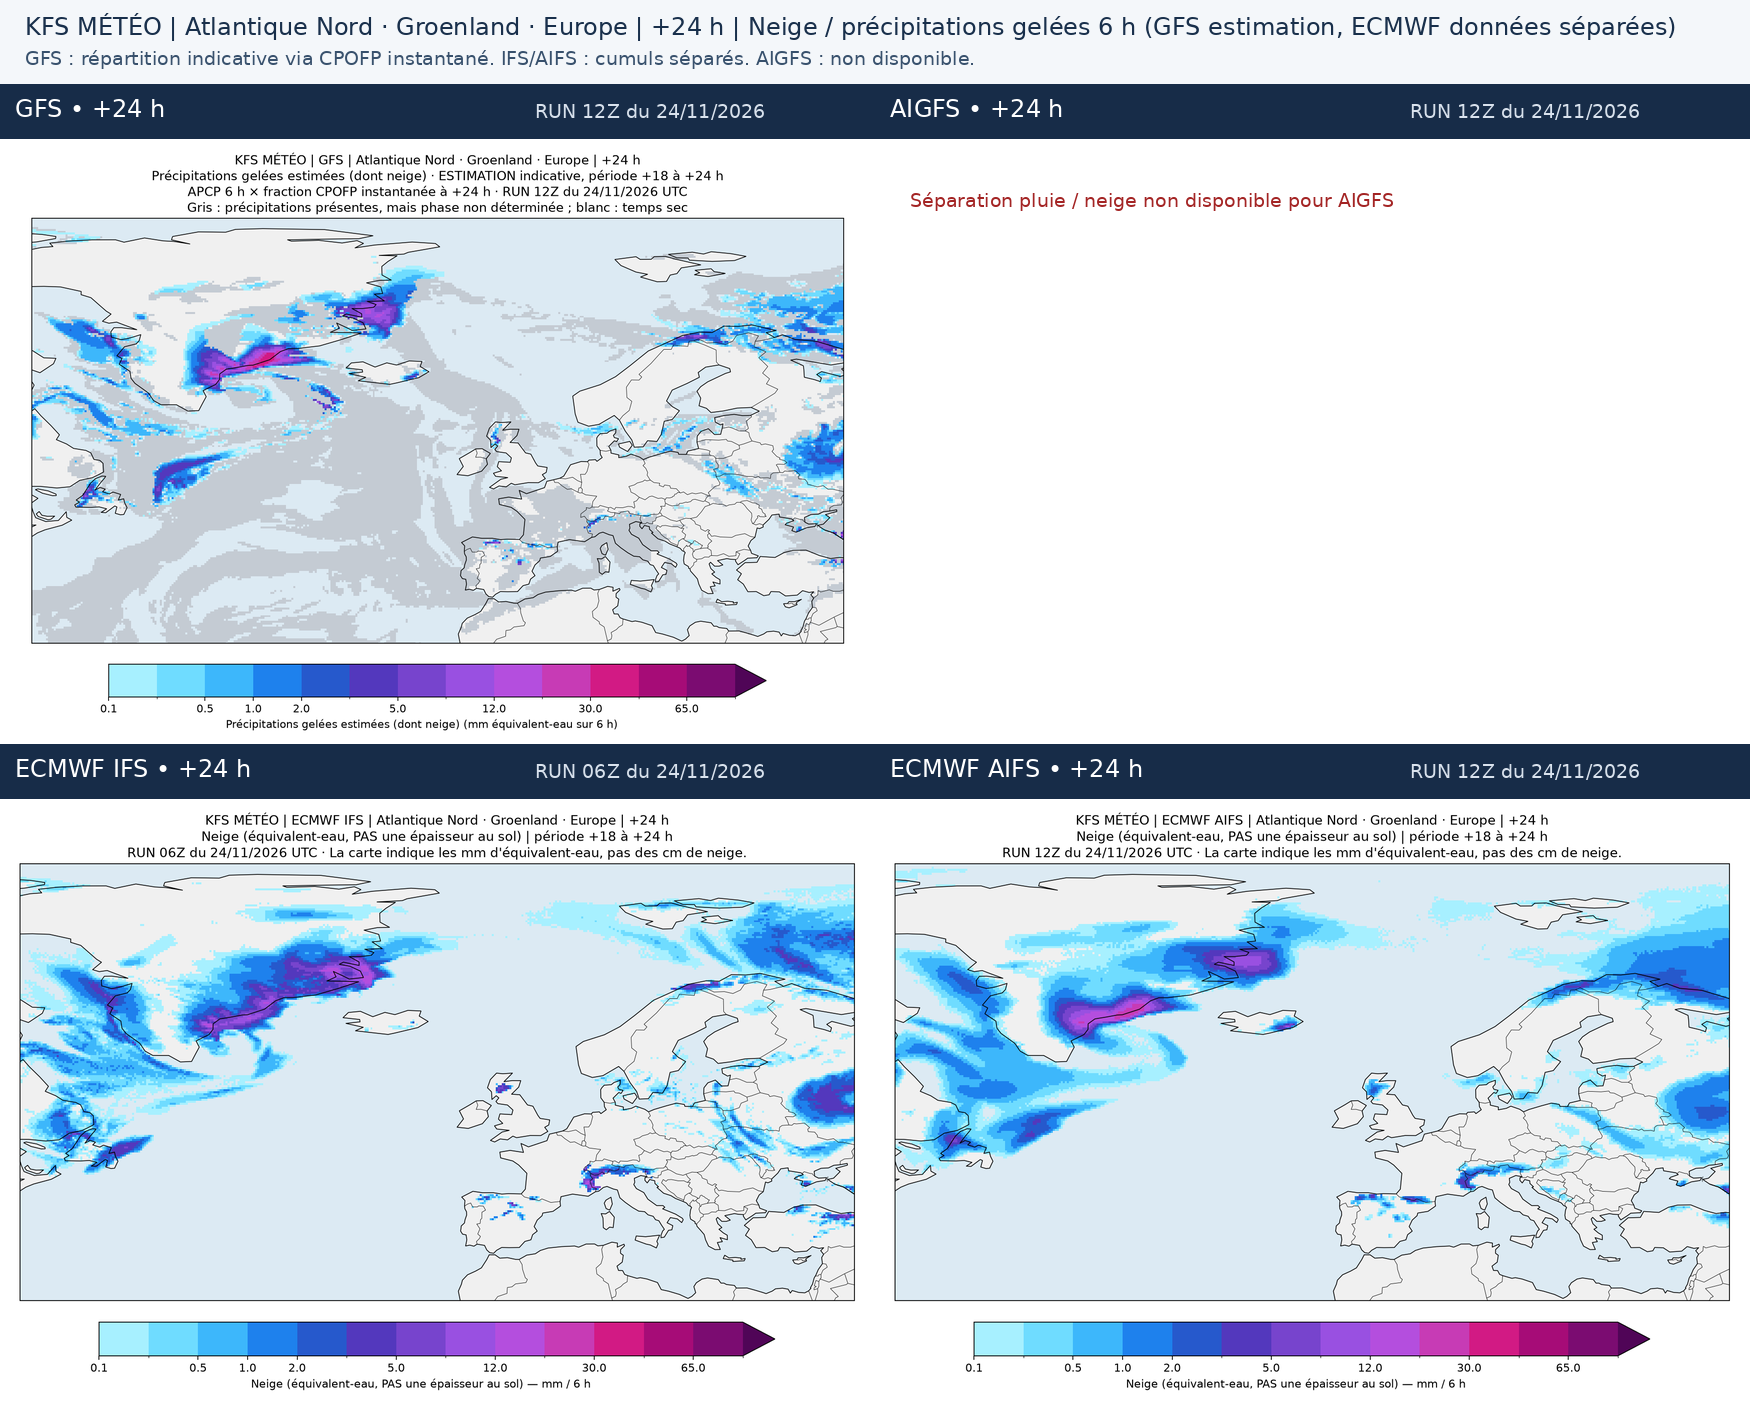 KFS MÉTÉO | Atlantique Nord · Groenland · Europe | +24 h | Neige / précipitations gelées 6 h (GFS estimation, ECMWF données séparées)
GFS : répartition indicative via CPOFP instantané. IFS/AIFS : cumuls séparés. AIGFS : non disponible.
GFS • +24 h
RUN 12Z du 24/11/2026
AIGFS • +24 h
RUN 12Z du 24/11/2026
KFS MÉTÉO | GFS | Atlantique Nord · Groenland · Europe | +24 h
Précipitations gelées estimées (dont neige) · ESTIMATION indicative, période +18 à +24 h
APCP 6 h × fraction CPOFP instantanée à +24 h · RUN 12Z du 24/11/2026 UTC
Gris : précipitations présentes, mais phase non déterminée ; blanc : temps sec
Séparation pluie / neige non disponible pour AIGFS
0.1 0.5 1.0 2.0 5.0 12.0 30.0 65.0
Précipitations gelées estimées (dont neige) (mm équivalent-eau sur 6 h)
ECMWF IFS • +24 h
RUN 06Z du 24/11/2026
ECMWF AIFS • +24 h
RUN 12Z du 24/11/2026
KFS MÉTÉO | ECMWF IFS | Atlantique Nord · Groenland · Europe | +24 h
Neige (équivalent-eau, PAS une épaisseur au sol) | période +18 à +24 h
RUN 06Z du 24/11/2026 UTC · La carte indique les mm d'équivalent-eau, pas des cm de neige.
KFS MÉTÉO | ECMWF AIFS | Atlantique Nord · Groenland · Europe | +24 h
Neige (équivalent-eau, PAS une épaisseur au sol) | période +18 à +24 h
RUN 12Z du 24/11/2026 UTC · La carte indique les mm d'équivalent-eau, pas des cm de neige.
0.1 0.5 1.0 2.0 5.0 12.0 30.0 65.0
Neige (équivalent-eau, PAS une épaisseur au sol) — mm / 6 h
0.1 0.5 1.0 2.0 5.0 12.0 30.0 65.0
Neige (équivalent-eau, PAS une épaisseur au sol) — mm / 6 h